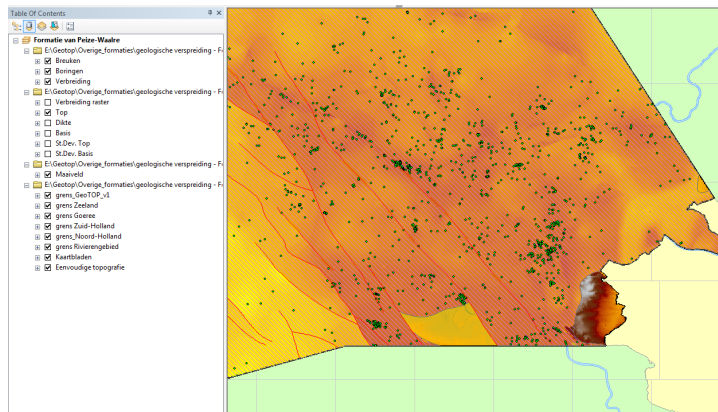 Table Of Contents
Formatie van Peize-Waalre
E:\Geotop\Overige_formaties\geologische verspreiding - Fo
Breuken
Boringen
Verbreiding
E:\Geotop\Overige_formaties\geologische verspreiding - Fo
Verbreiding raster
Top
Dikte
Basis
St.Dev. Top
St.Dev. Basis
E:\Geotop\Overige_formaties\geologische verspreiding - Fo
Maaiveld
E:\Geotop\Overige_formaties\geologische verspreiding - Fo
grens_GeoTOP_v1
grens Zeeland
grens Goeree
grens Zuid-Holland
grens_Noord-Holland
grens Rivierengebied
Kaartbladen
Eenvoudige topografie